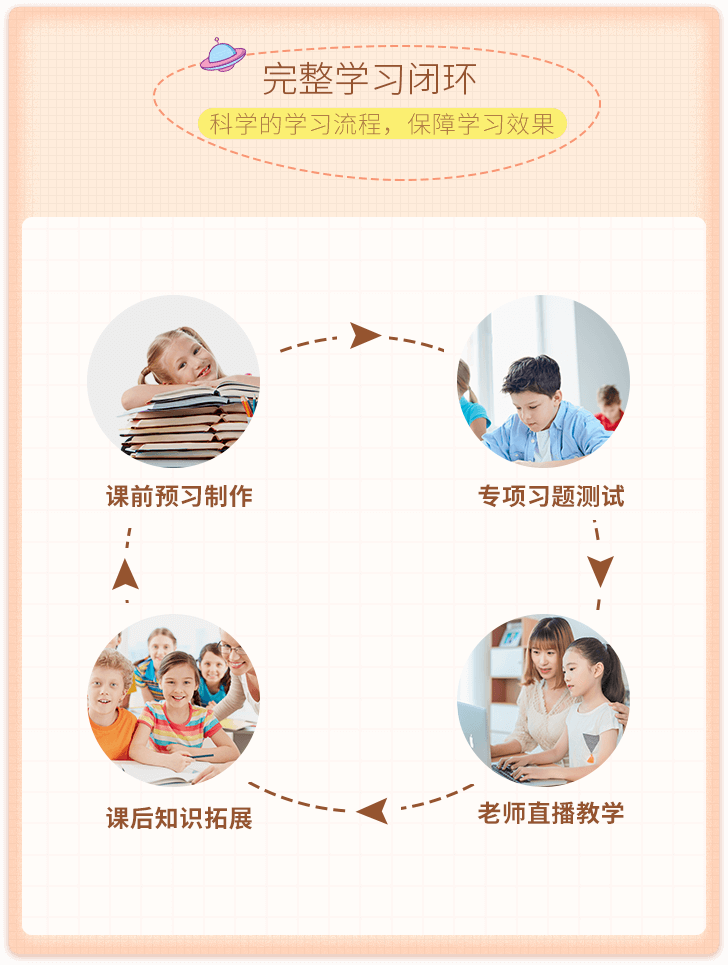 完整学习闭环
科学的学习流程，保障学习效果
课前预习制作
专项习题测试
课后知识拓展
老师直播教学